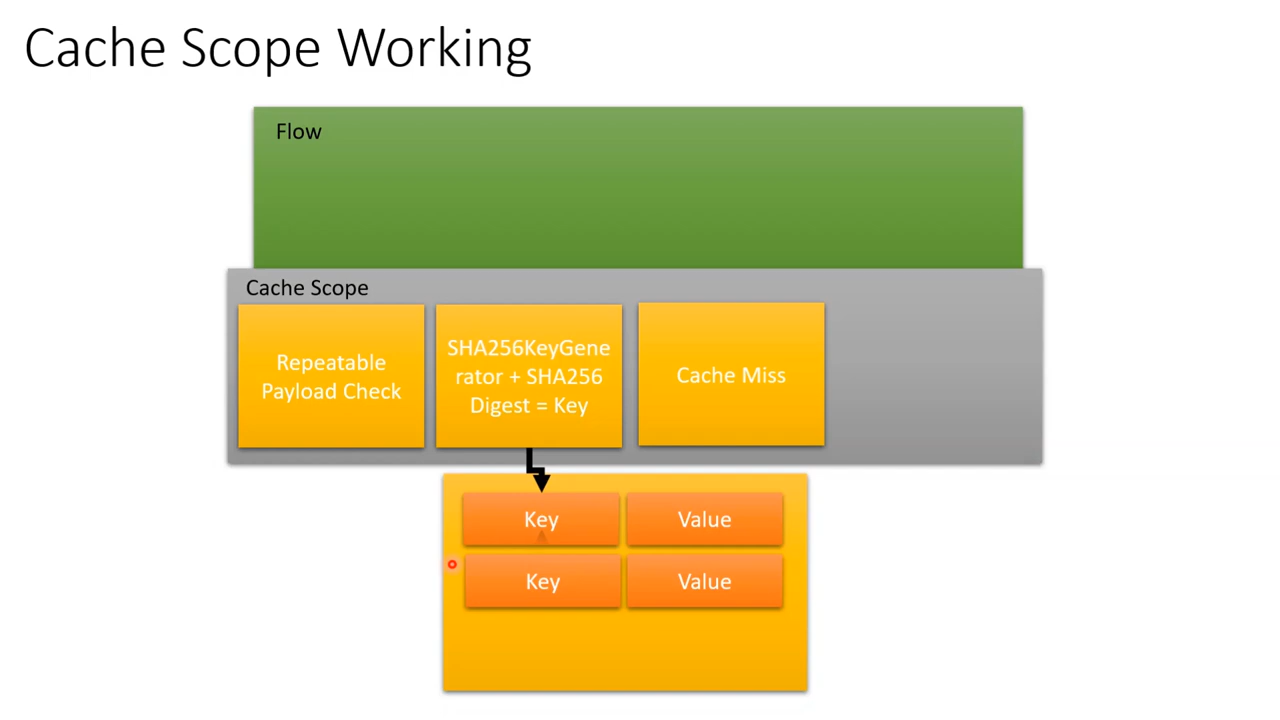 Cache Scope Working
Flow
Cache Scope
Repeatable
Payload Check
SHA256KeyGene
rator + SHA256
Digest = Key
Cache Miss
Key
Value
Key
Value